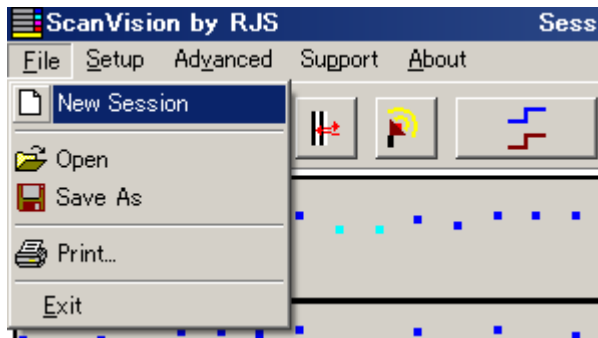 ScanVision by RJS Sess
File Setup Advanced Support About
New Session
Open
Save As
Print...
Exit